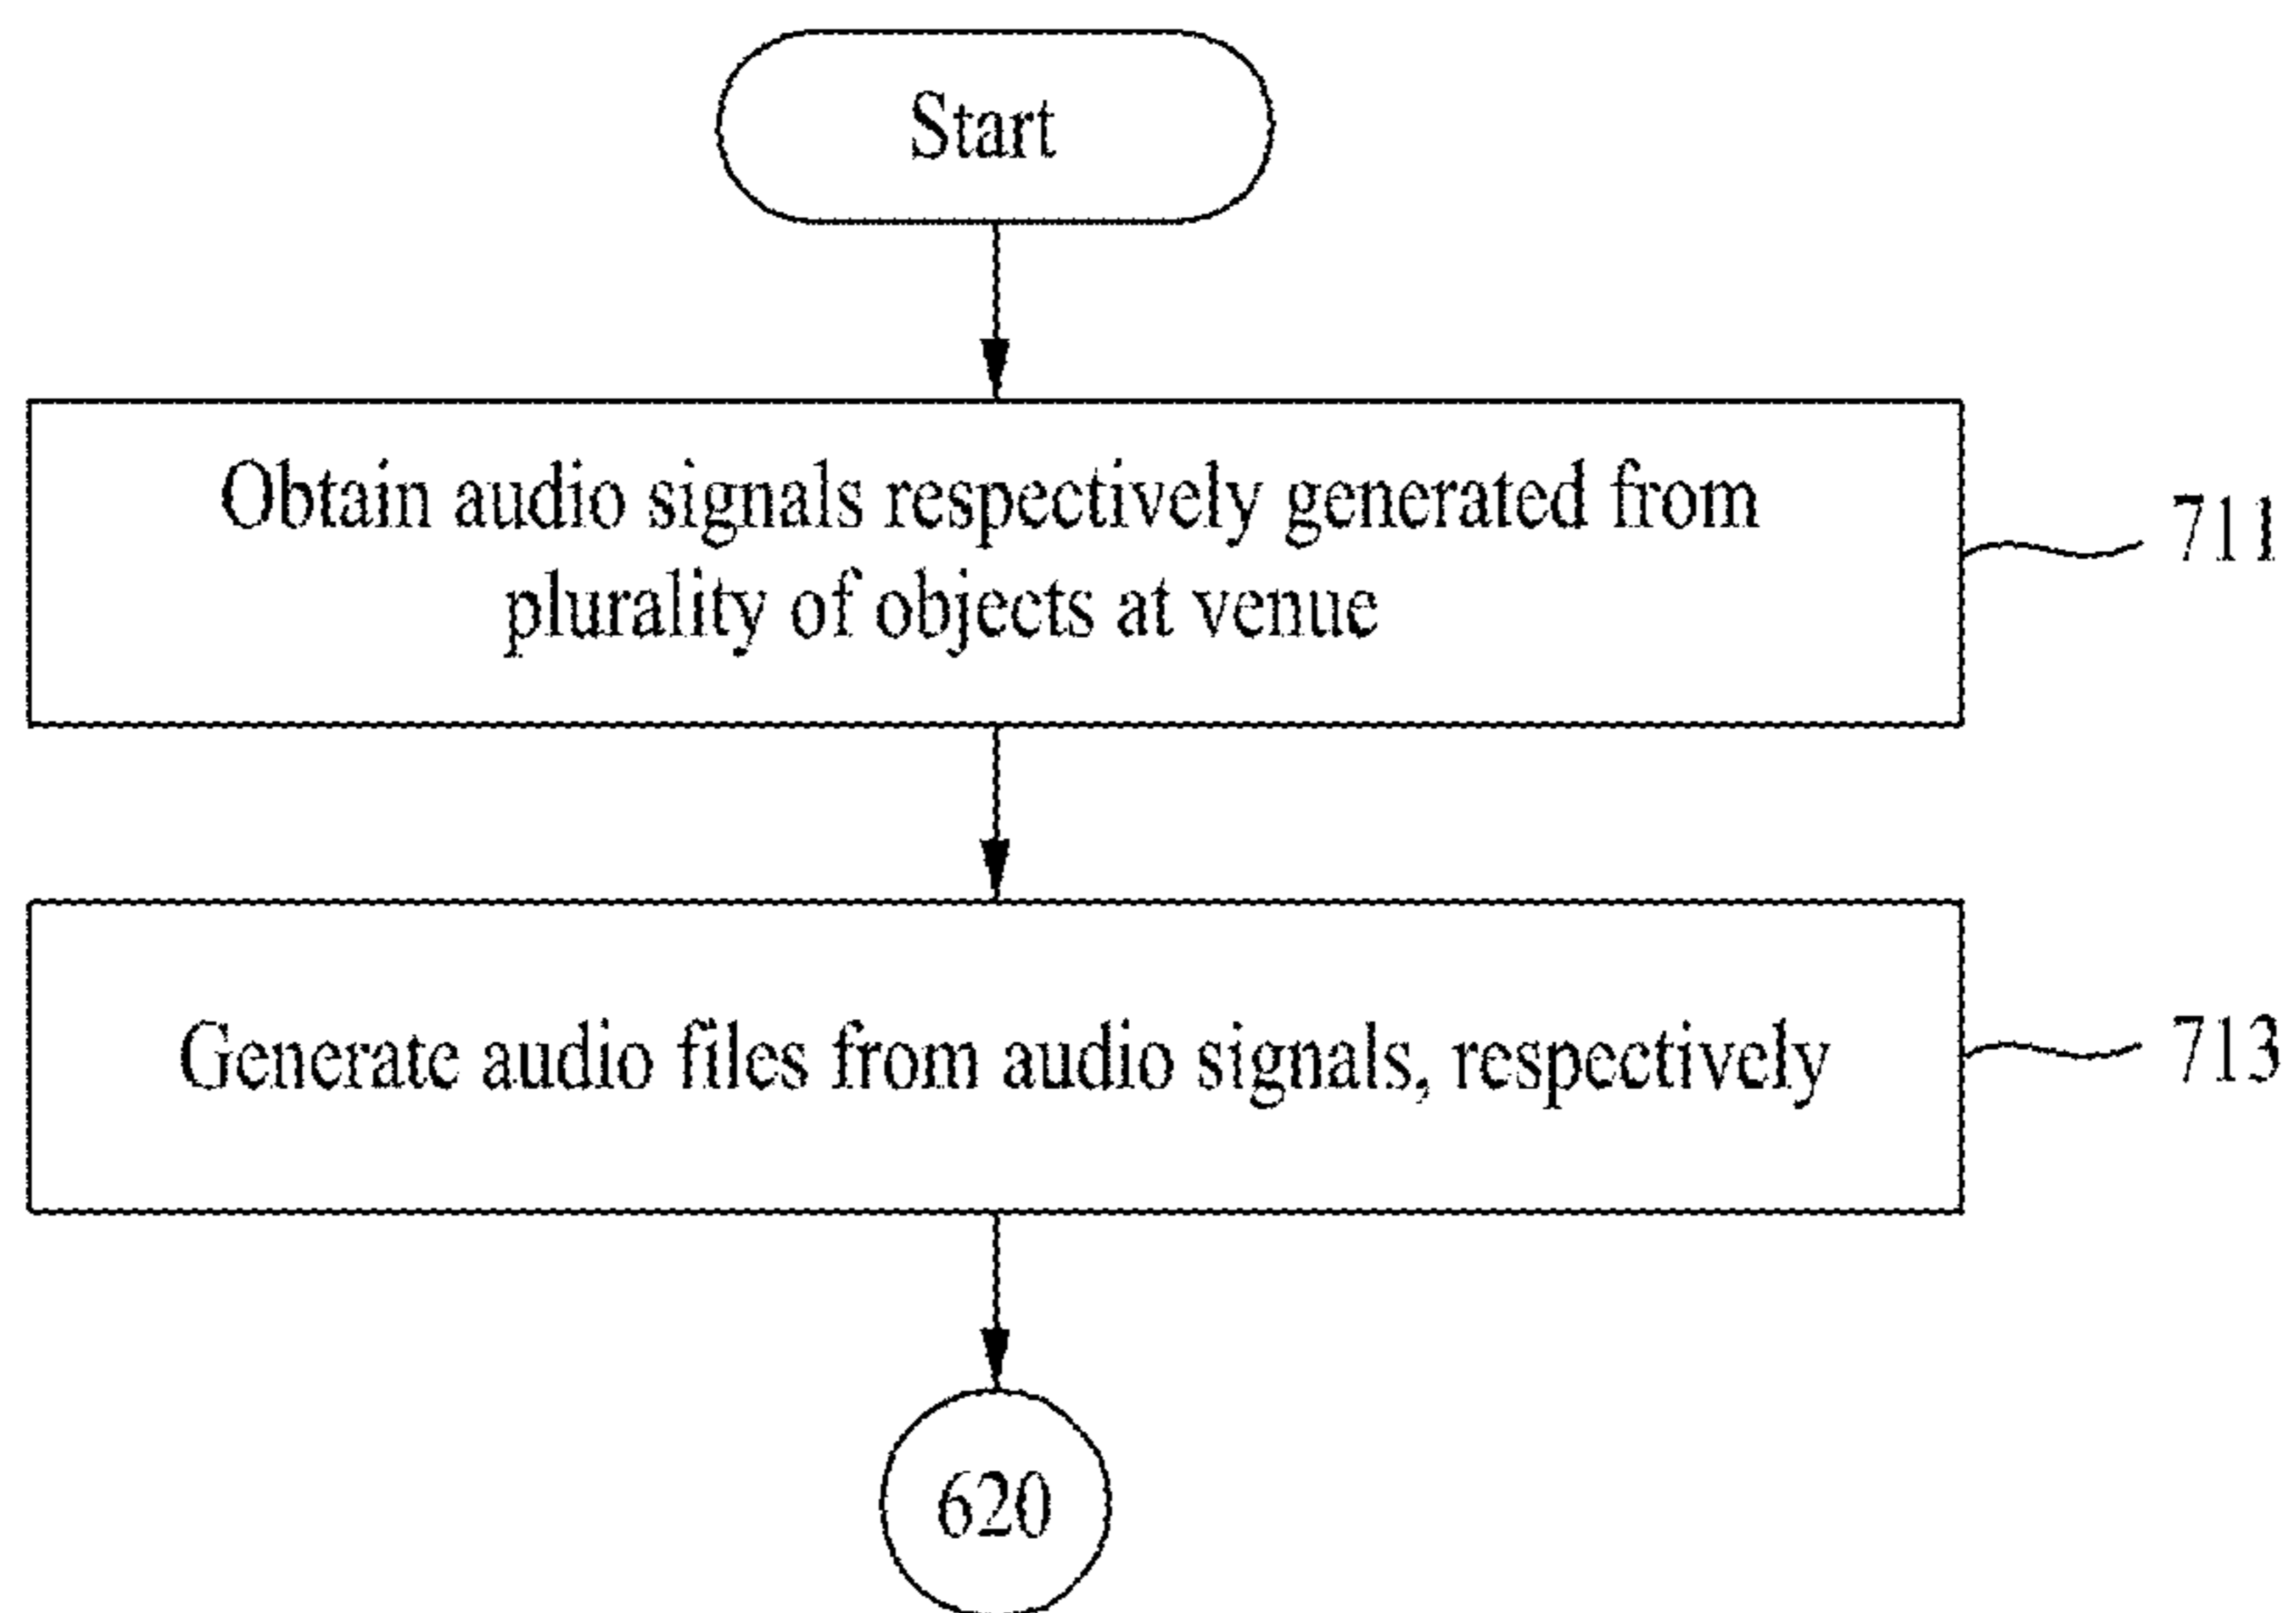 Start
Obtain audio signals respectively generated from
plurality of objects at venue
711
Generate audio files from audio signals, respectively
713
620